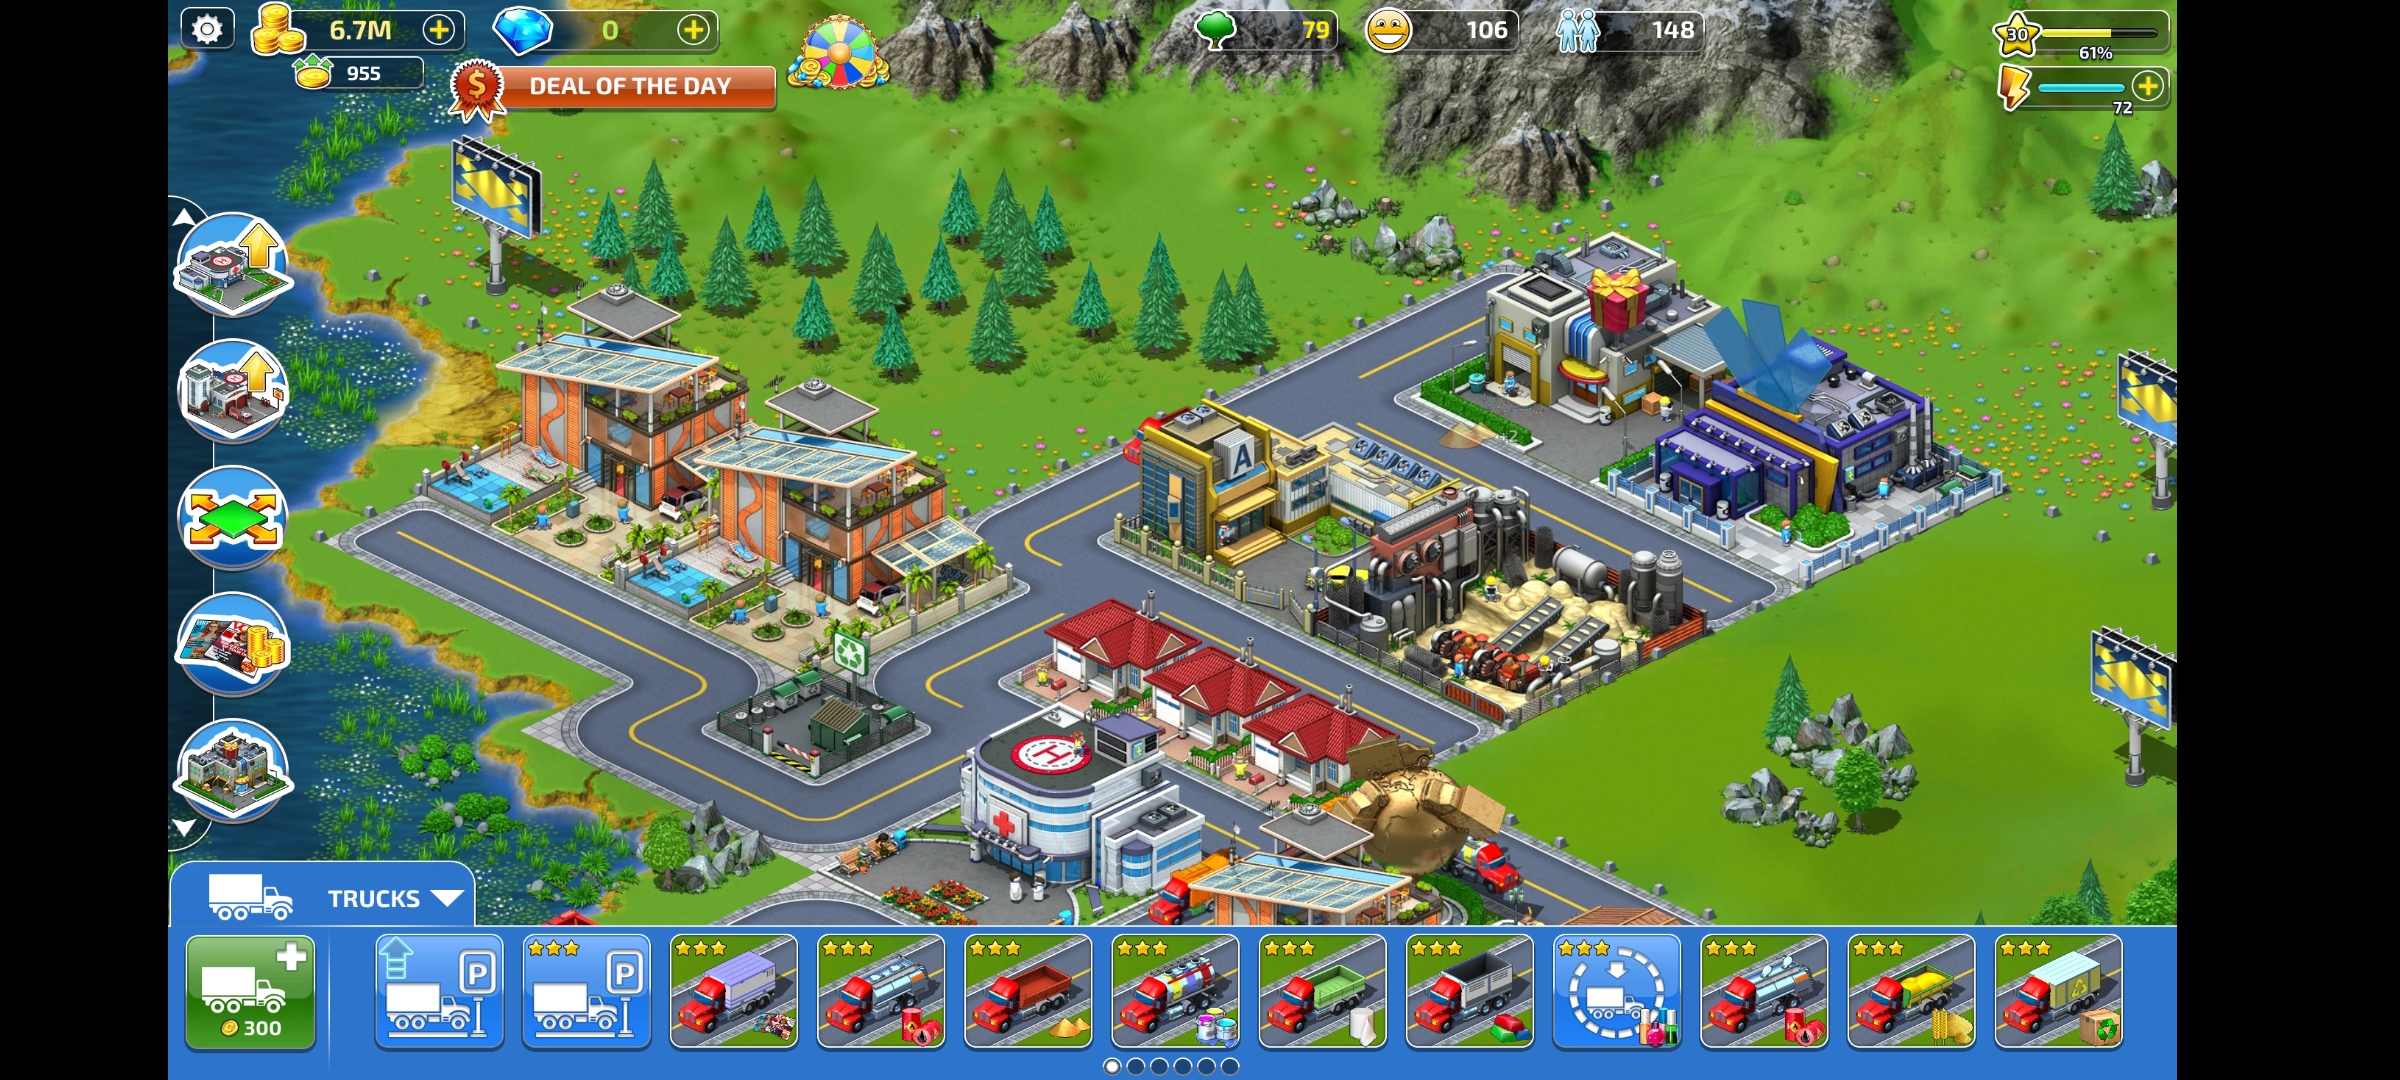 6.7M
0
79
106
148
30
61%
955
DEAL OF THE DAY
72
A
H
TRUCKS
300
P
P